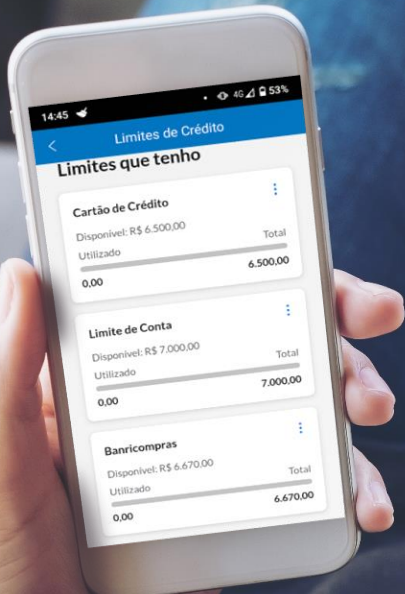 14:45 4G 53%
Limites de Crédito
Limites que tenho
Cartão de Crédito
Disponível: R$ 6.500,00
Utilizado Total
0,00 6.500,00
Limite de Conta
Disponível: R$ 7.000,00
Utilizado Total
0,00 7.000,00
Banricompras
Disponível: R$ 6.670,00
Utilizado Total
0,00 6.670,00